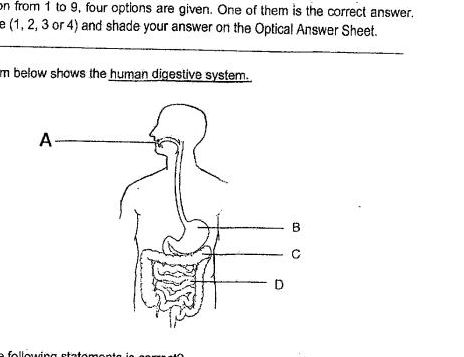 on from 1 to 9, four options are given. One of them is the correct answer.
e (1, 2, 3 or 4) and shade your answer on the Optical Answer Sheet.
m below shows the human digestive system.
A
B
C
D
following statements is correct?